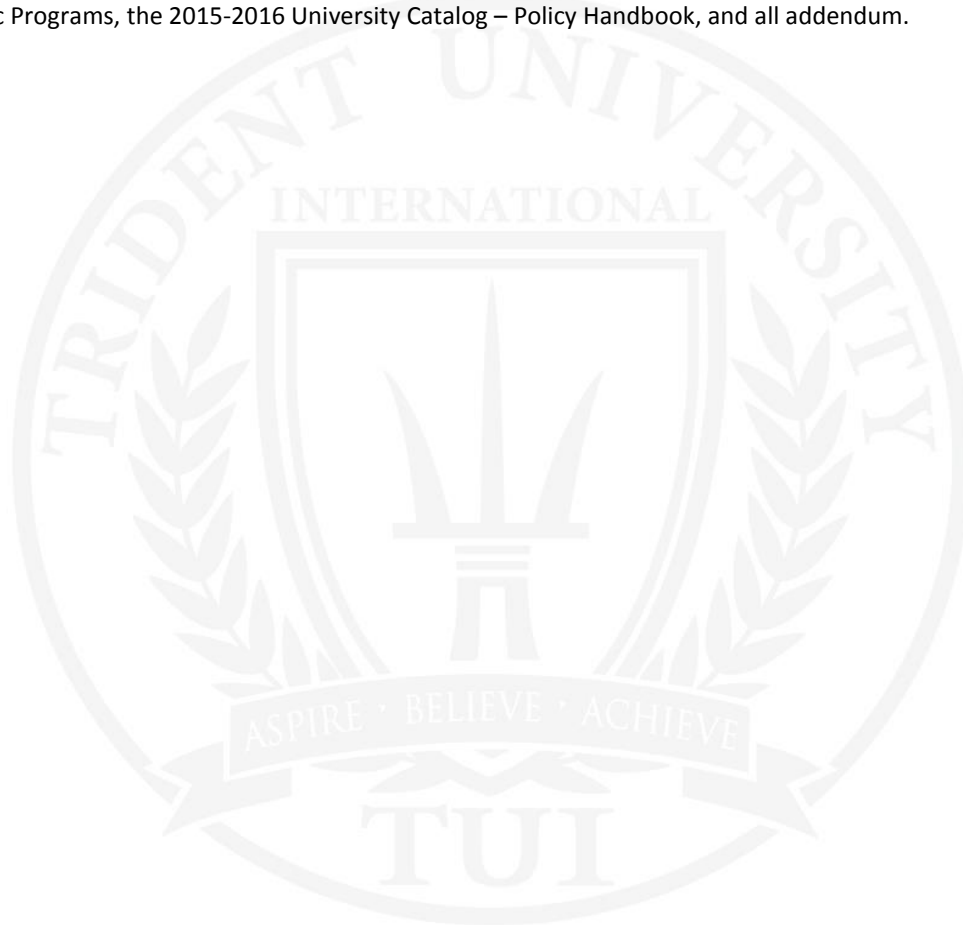 c Programs, the 2015-2016 University Catalog – Policy Handbook, and all addendum.
TRIDENT UNIVERSITY
INTERNATIONAL
ASPIRE · BELIEVE · ACHIEVE
TUI